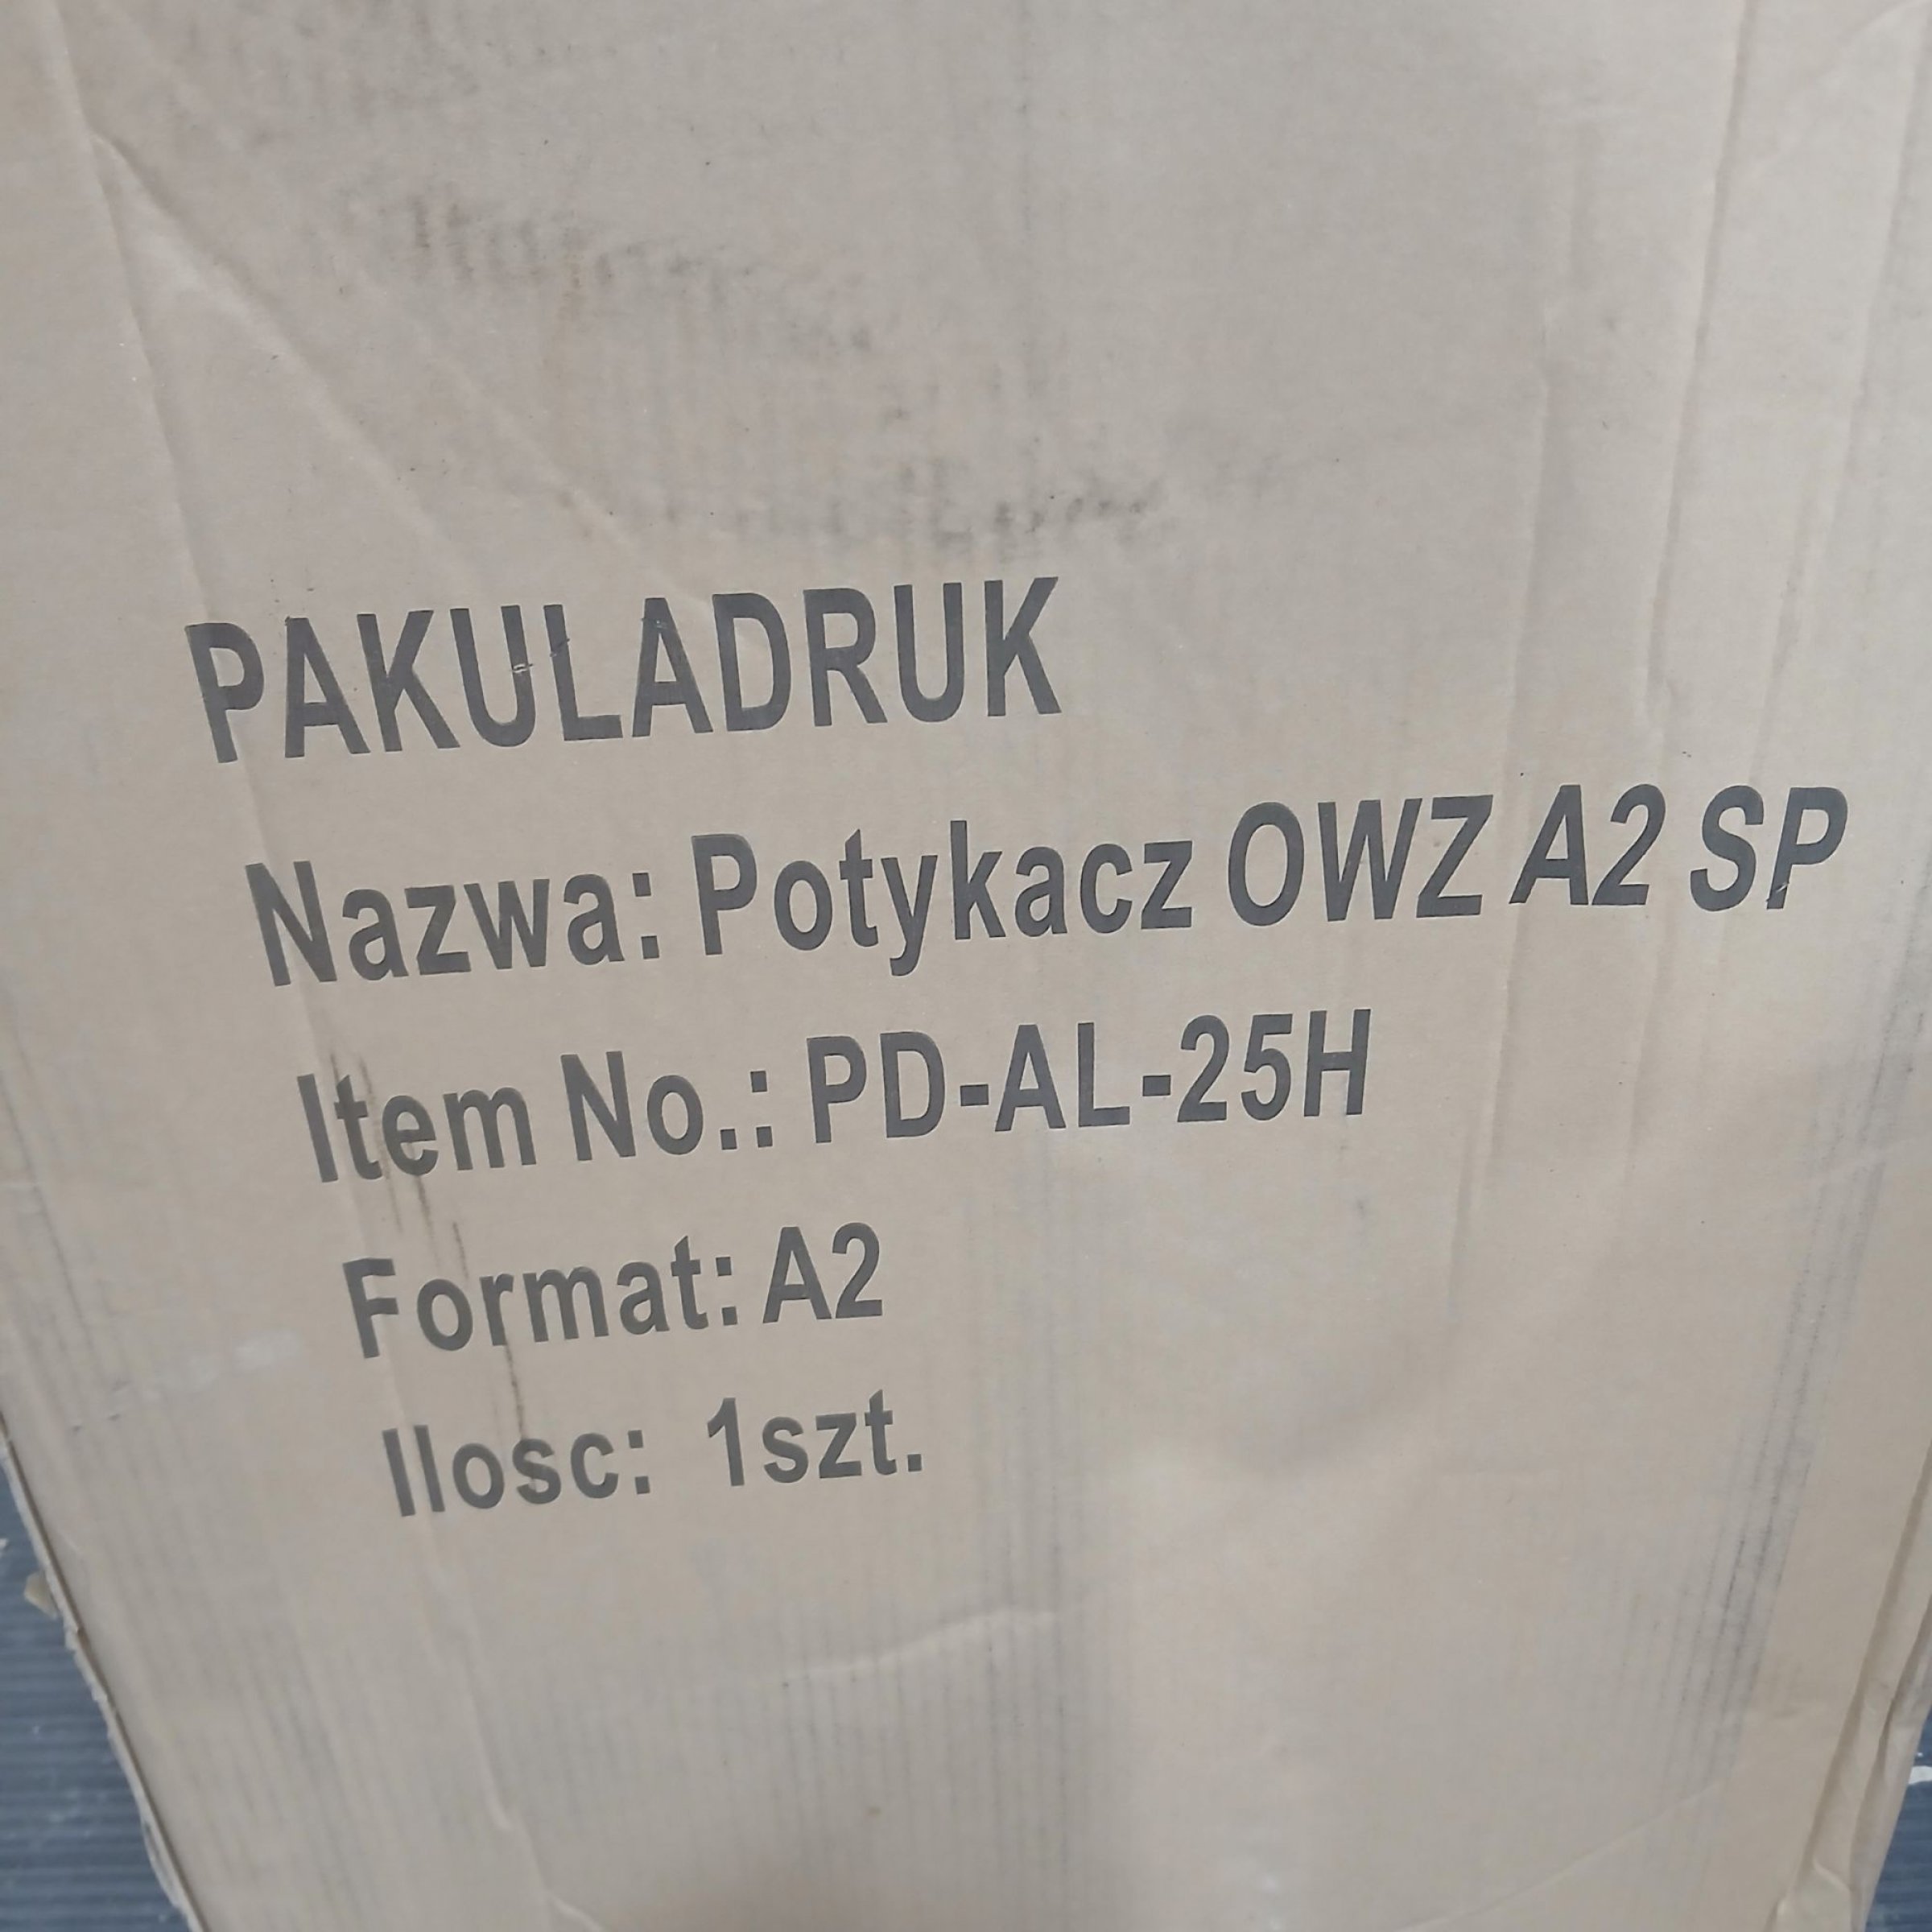 PAKULADRUK
Nazwa: Potykacz OWZ A2 SP
Item No.: PD-AL-25H
Format: A2
Ilosc: 1szt.